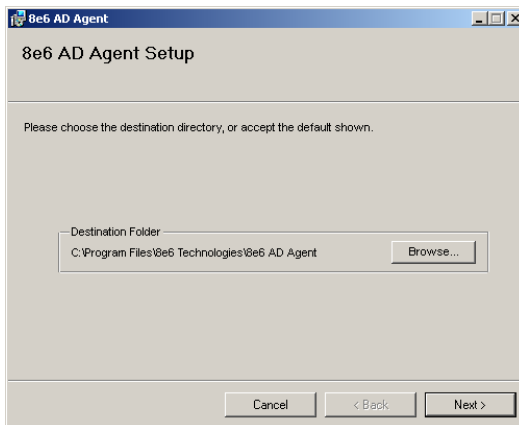 8e6 AD Agent
8e6 AD Agent Setup
Please choose the destination directory, or accept the default shown.
Destination Folder
C:\Program Files\8e6 Technologies\8e6 AD Agent
Browse...
Cancel
< Back
Next >